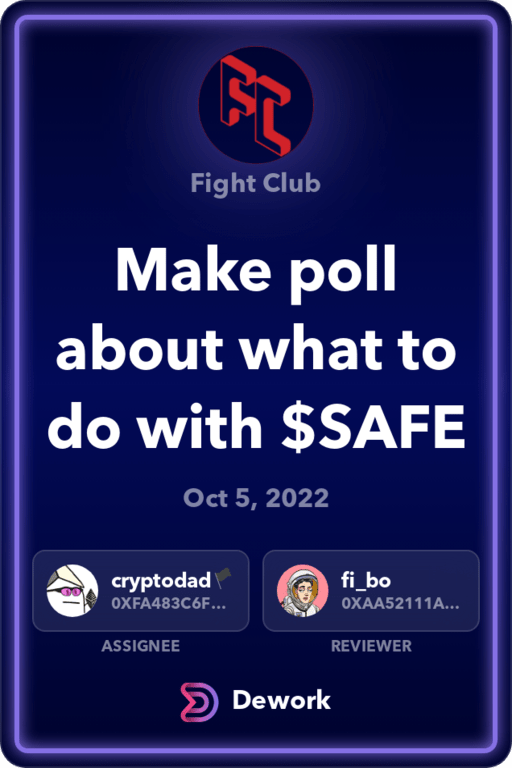 FC
Fight Club
Make poll
about what to
do with $SAFE
Oct 5, 2022
cryptodad🏴
0XFA483C6F...
fi_bo
0XAA52111A...
ASSIGNEE
REVIEWER
Dework